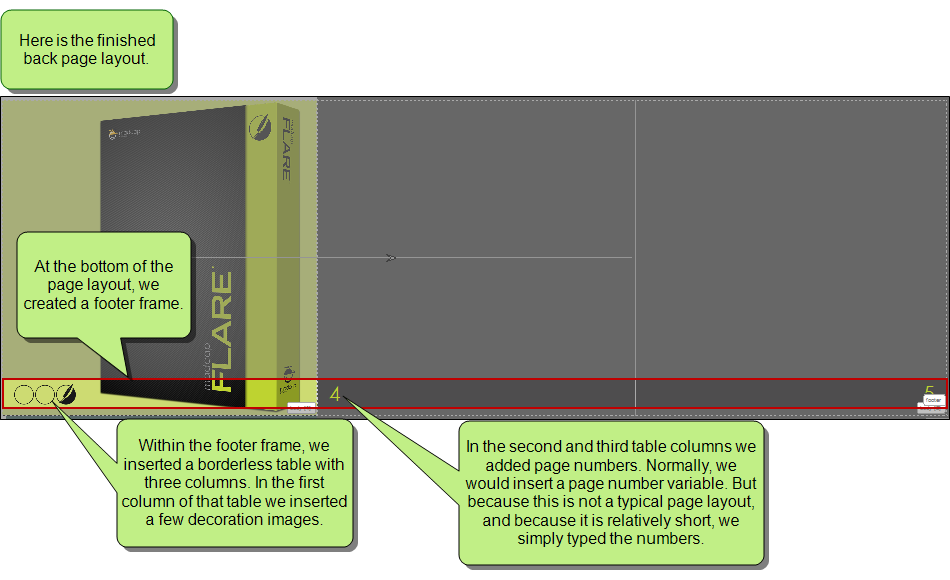 Here is the finished
back page layout.
FLARE
At the bottom of the
page layout, we
created a footer frame.
madcap
FLARE
4
5
footer
Within the footer frame, we
inserted a borderless table with
three columns. In the first
column of that table we inserted
a few decoration images.
In the second and third table columns we
added page numbers. Normally, we
would insert a page number variable. But
because this is not a typical page layout,
and because it is relatively short, we
simply typed the numbers.